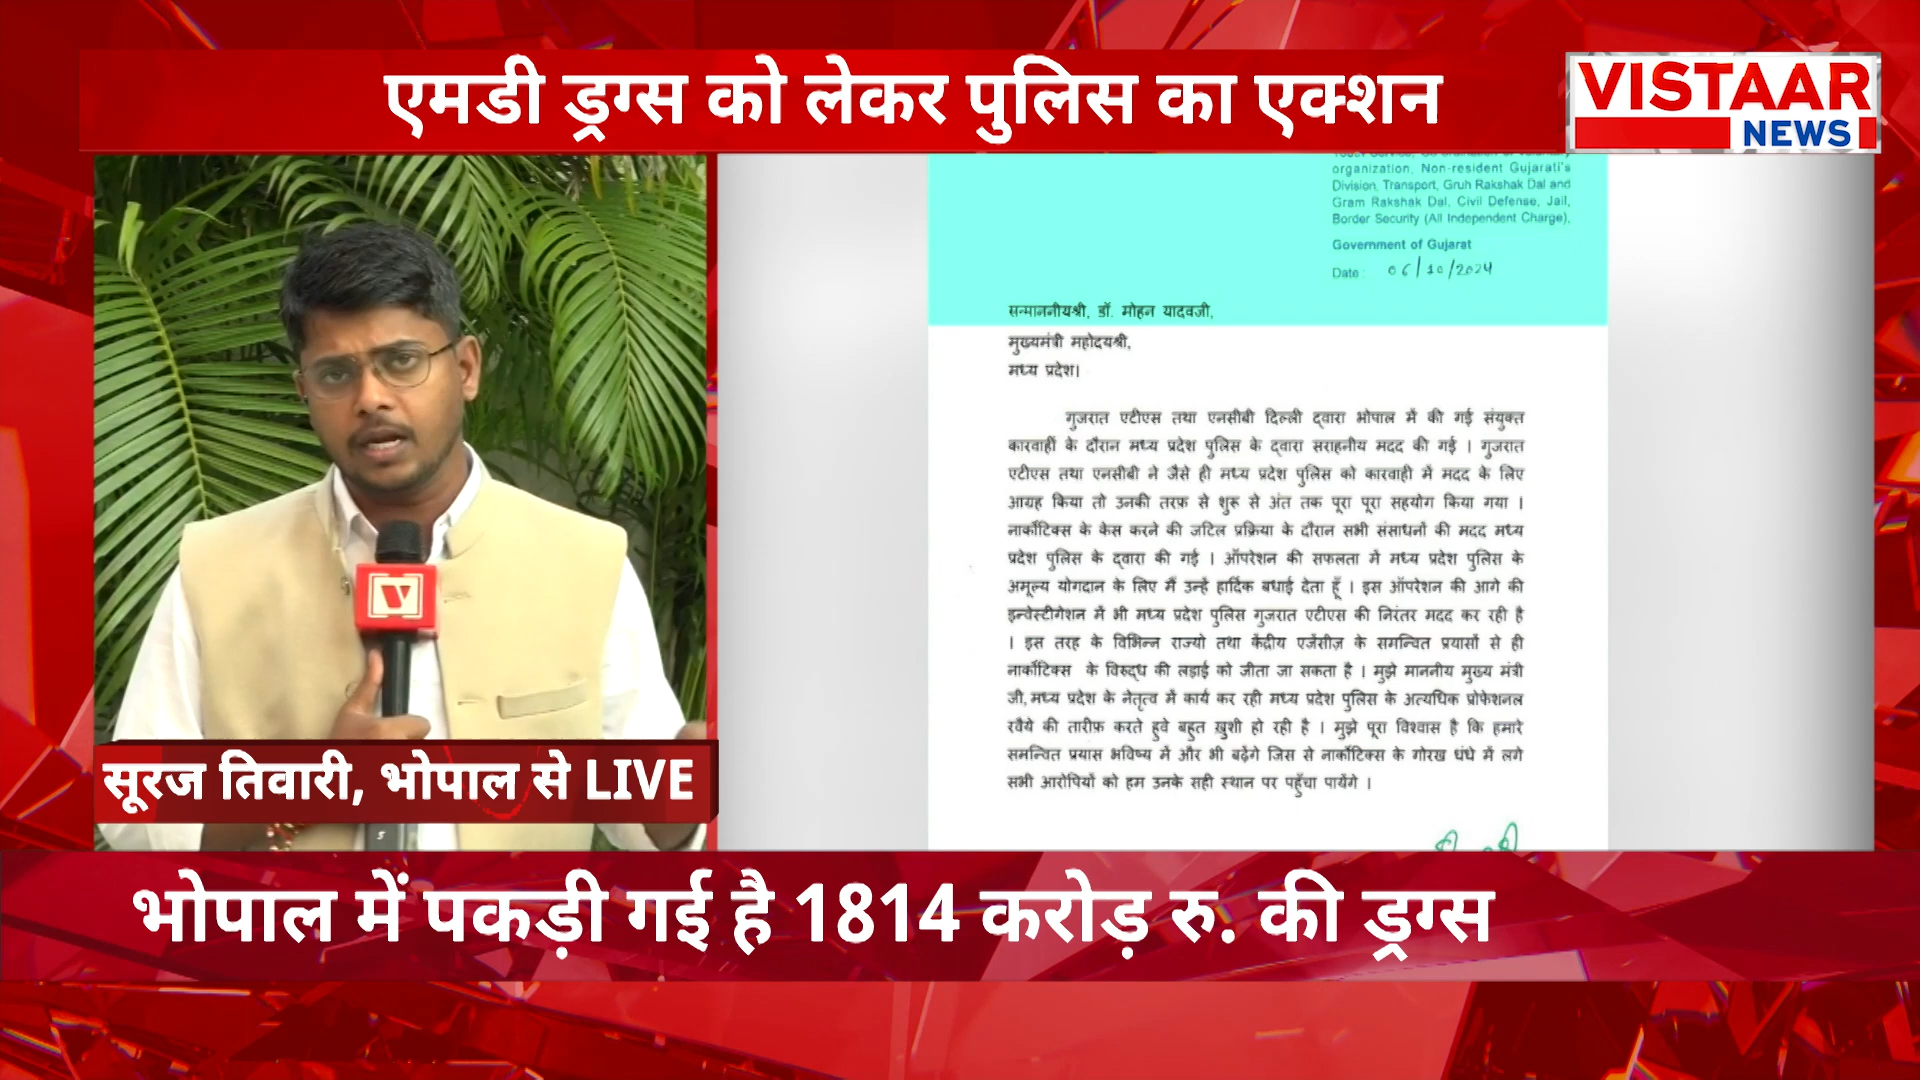 एमडी ड्रग्स को लेकर पुलिस का एक्शन
VISTAAR
NEWS
organization, Non-resident Gujarati's
Division, Transport, Gruh Rakshak Dal and
Gram Rakshak Dal, Civil Defense, Jail,
Border Security (All Independent Charge),
Government of Gujarat
Date : 06/10/2024
सन्माननीयश्री, डॉ. मोहन यादवजी,
मुख्यमंत्री महोदयश्री,
मध्य प्रदेश।
गुजरात एटीएस तथा एनसीबी दिल्ली द्वारा भोपाल में की गई संयुक्त
कारवाहीं के दौरान मध्य प्रदेश पुलिस के द्वारा सराहनीय मदद की गई । गुजरात
एटीएस तथा एनसीबी ने जैसे ही मध्य प्रदेश पुलिस को कारवाही में मदद के लिए
आग्रह किया तो उनकी तरफ़ से शुरू से अंत तक पूरा पूरा सहयोग किया गया ।
नार्कोटिक्स के केस करने की जटिल प्रक्रिया के दौरान सभी संसाधनों की मदद मध्य
प्रदेश पुलिस के द्वारा की गई । ऑपरेशन की सफलता में मध्य प्रदेश पुलिस के
अमूल्य योगदान के लिए मैं उन्हें हार्दिक बधाई देता हूँ । इस ऑपरेशन की आगे की
इन्वेस्टीगेशन में भी मध्य प्रदेश पुलिस गुजरात एटीएस की निरंतर मदद कर रही है
। इस तरह के विभिन्न राज्यो तथा केंद्रीय एजेंसीज़ के समन्वित प्रयासों से ही
नार्कोटिक्स के विरुद्ध की लड़ाई को जीता जा सकता है । मुझे माननीय मुख्य मंत्री
जी, मध्य प्रदेश के नेतृत्व में कार्य कर रही मध्य प्रदेश पुलिस के अत्यधिक प्रोफेशनल
रवैये की तारीफ़ करते हुवे बहुत ख़ुशी हो रही है । मुझे पूरा विश्वास है कि हमारे
समन्वित प्रयास भविष्य में और भी बढ़ेंगे जिस से नार्कोटिक्स के गोरख धंधे में लगे
सभी आरोपियों को हम उनके सही स्थान पर पहुँचा पायेंगे ।
सूरज तिवारी, भोपाल से LIVE
भोपाल में पकड़ी गई है 1814 करोड़ रु. की ड्रग्स